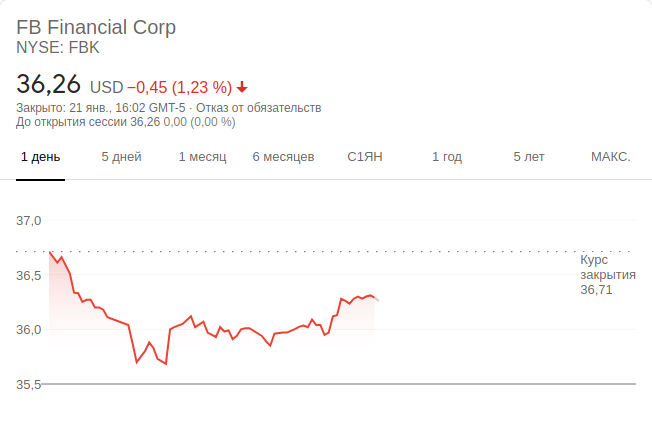 FB Financial Corp
NYSE: FBK
36,26 USD −0,45 (1,23 %)
Закрыто: 21 янв., 16:02 GMT-5 · Отказ от обязательств
До открытия сессии 36,26 0,00 (0,00 %)
1 день 5 дней 1 месяц 6 месяцев С1ЯН 1 год 5 лет МАКС.
37,0
Курс
закрытия
36,71
36,5
36,0
35,5